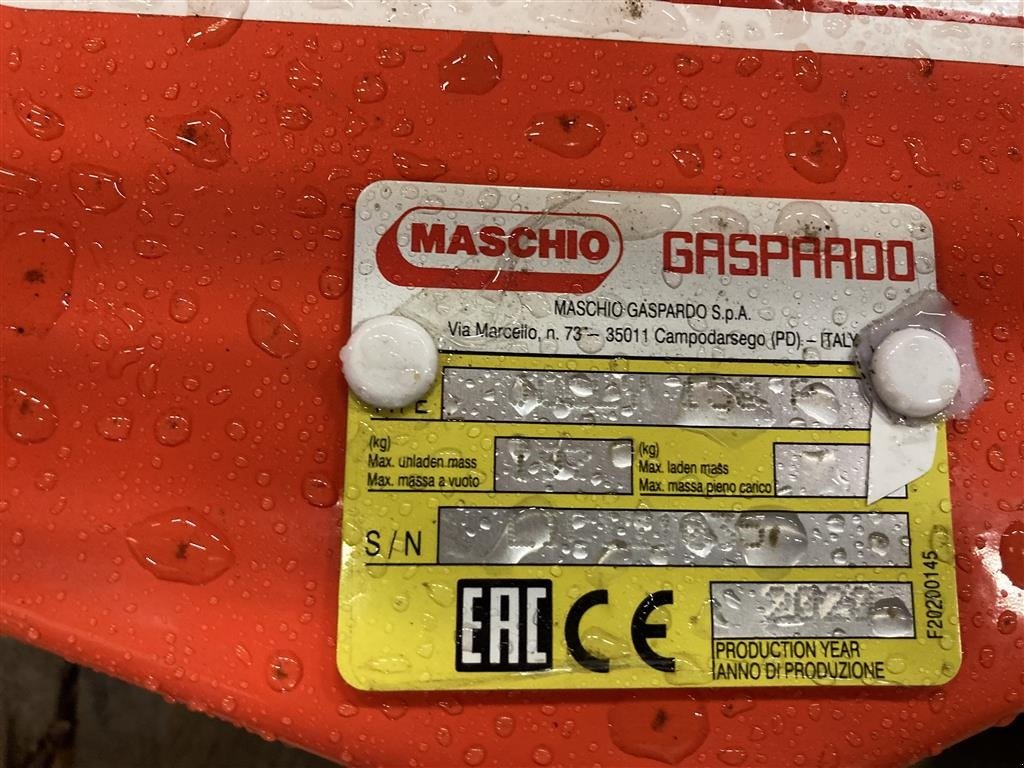 MASCHIO GASPARDO
MASCHIO GASPARDO S.p.A.
Via Marcello, n. 73 – 35011 Campodarsego (PD) – ITALY
(kg)
Max. unladen mass
Max. massa a vuoto
(kg)
Max. laden mass
Max. massa pieno carico
S/N
EAC CE
PRODUCTION YEAR
ANNO DI PRODUZIONE
F20200145